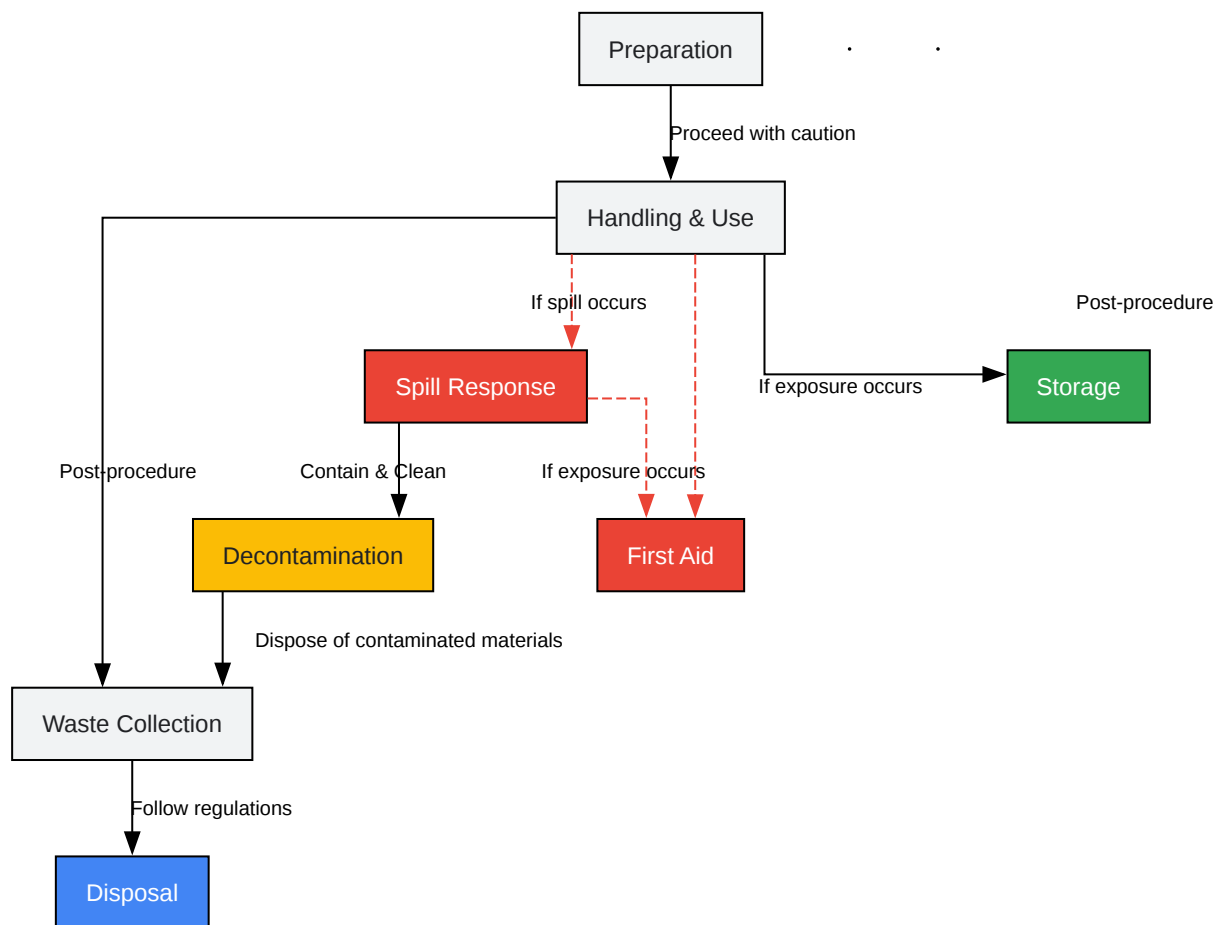 Preparation
Proceed with caution
Handling & Use
If spill occurs
Post-procedure
Spill Response
If exposure occurs
Storage
Post-procedure
Contain & Clean
If exposure occurs
Decontamination
First Aid
Dispose of contaminated materials
Waste Collection
Follow regulations
Disposal